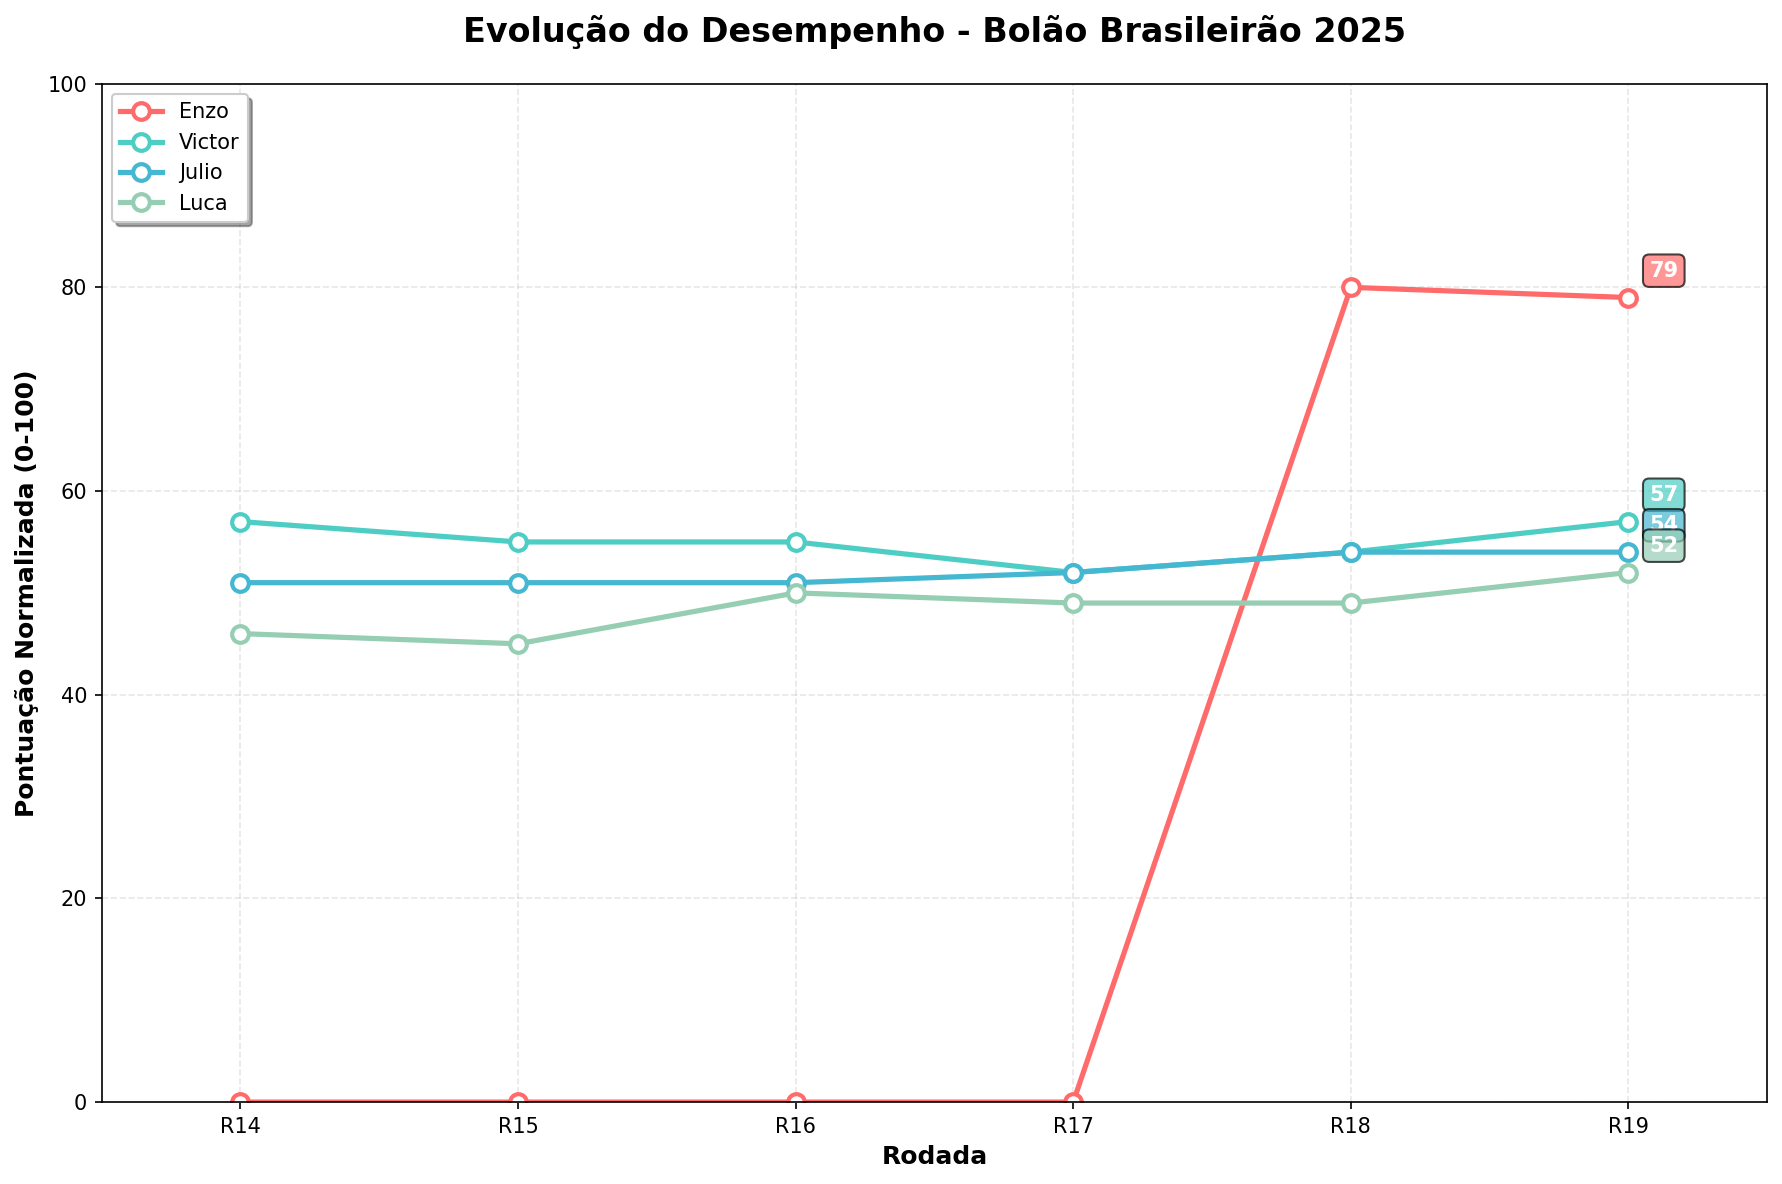 Evolução do Desempenho - Bolão Brasileirão 2025
Pontuação Normalizada (0-100)
100
80
60
40
20
0
Enzo
Victor
Julio
Luca
79
57
54
52
R14
R15
R16
R17
R18
R19
Rodada